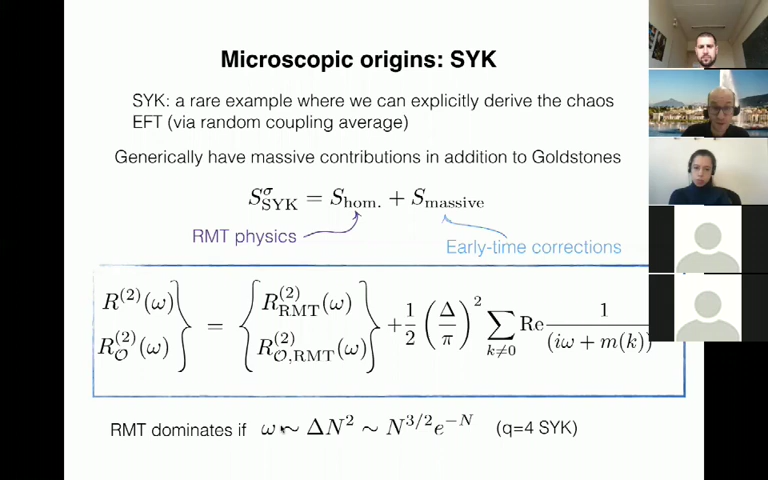 Microscopic origins: SYK
SYK: a rare example where we can explicitly derive the chaos
EFT (via random coupling average)
Generically have massive contributions in addition to Goldstones
S^σ_SYK = S_hom. + S_massive
RMT physics
Early-time corrections
{R^(2)(ω) R_O^(2)(ω)} = {R^(2)_RMT(ω) R^(2)_O,RMT(ω)} + 1/2 (Δ/π)^2 ∑_{k≠0} Re 1/(iω + m(k))
RMT dominates if ω ~ ΔN^2 ~ N^{3/2} e^{-N} (q=4 SYK)